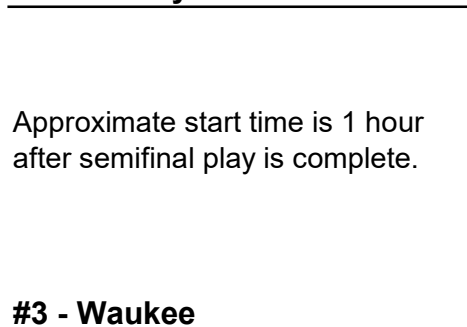 Approximate start time is 1 hour
after semifinal play is complete.
#3 - Waukee